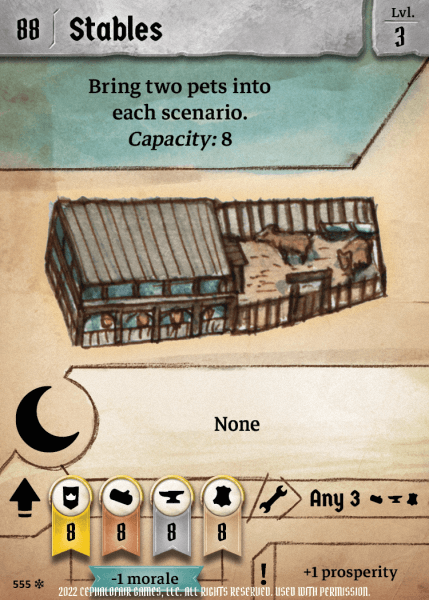 88 Stables
Lvl.
3
Bring two pets into
each scenario.
Capacity: 8
None
8 8 8 8
Any 3
-1 morale
! +1 prosperity
555
2022 CEPHALOFAIR GAMES, LLC. ALL RIGHTS RESERVED. USED WITH PERMISSION.